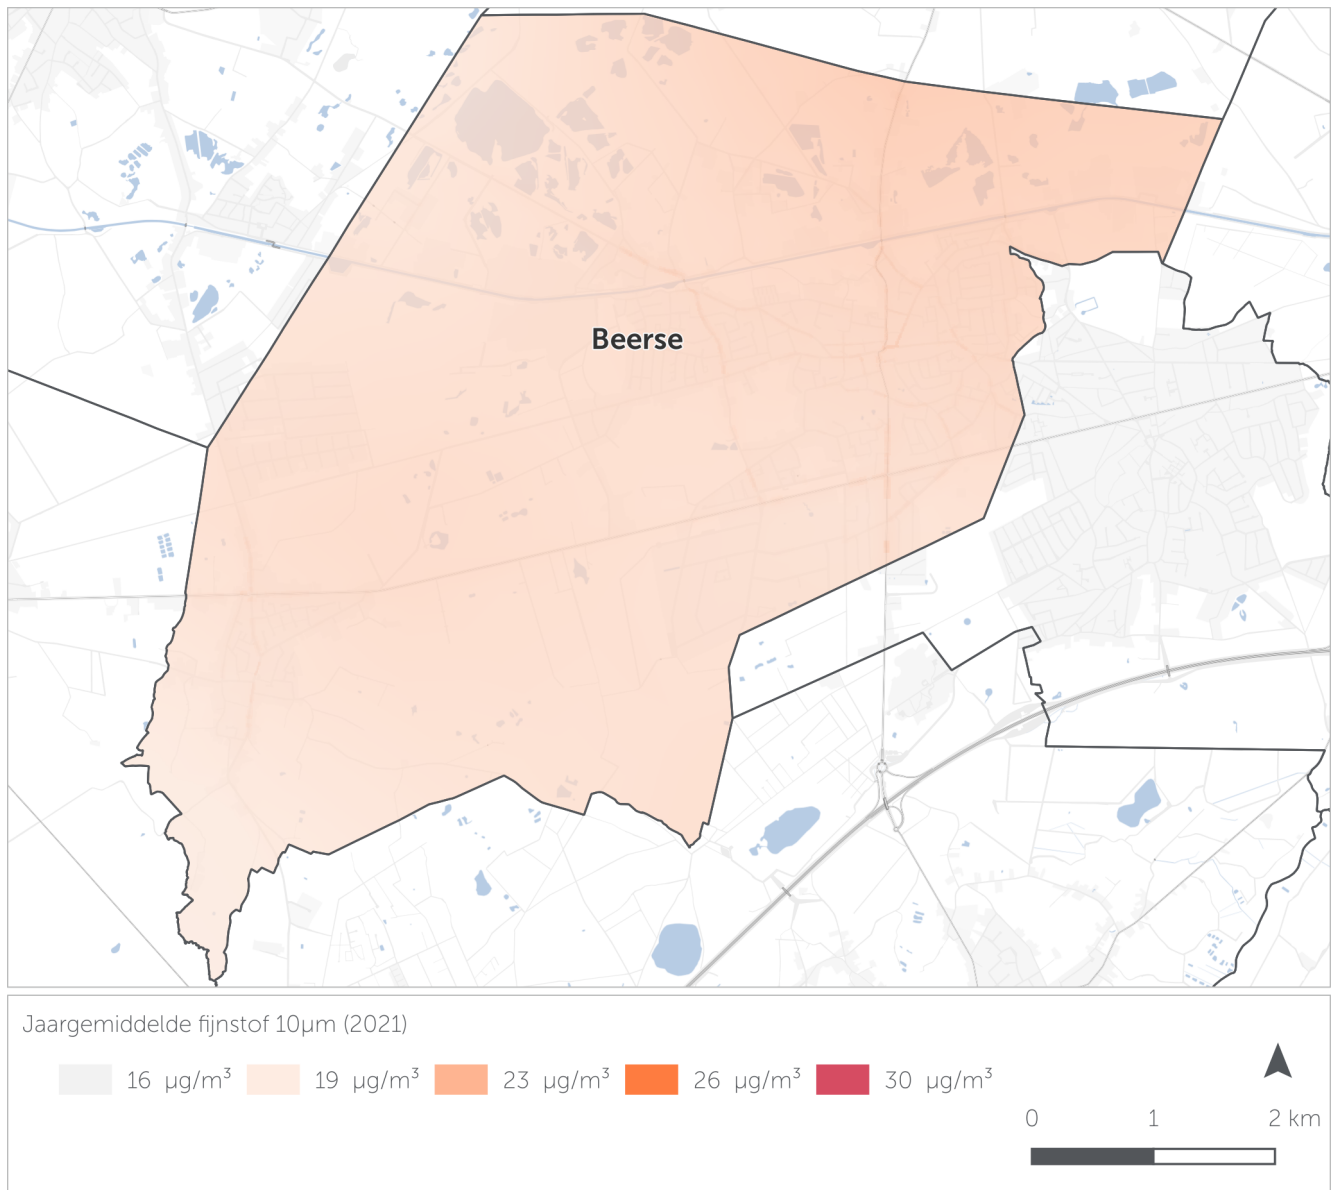 Beerse
Jaargemiddelde fijnstof 10µm (2021)
16 µg/m³ 19 µg/m³ 23 µg/m³ 26 µg/m³ 30 µg/m³
0 1 2 km